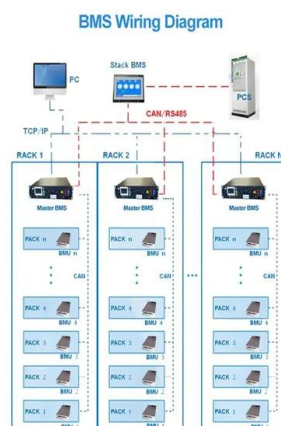 BMS Wiring Diagram
Stack BMS
PC
PCS
CAN/RS485
TCP/IP
RACK 1
RACK 2
RACK N
Master BMS
Master BMS
Master BMS
PACK n
BMU n
PACK n
BMU n
PACK n
BMU n
CAN
CAN
CAN
PACK 4
BMU 4
PACK 4
BMU 4
PACK 4
BMU 4
PACK 3
BMU 3
PACK 3
BMU 3
PACK 3
BMU 3
PACK 2
BMU 2
PACK 2
BMU 2
PACK 2
BMU 2
PACK 1
PACK 1
PACK 1